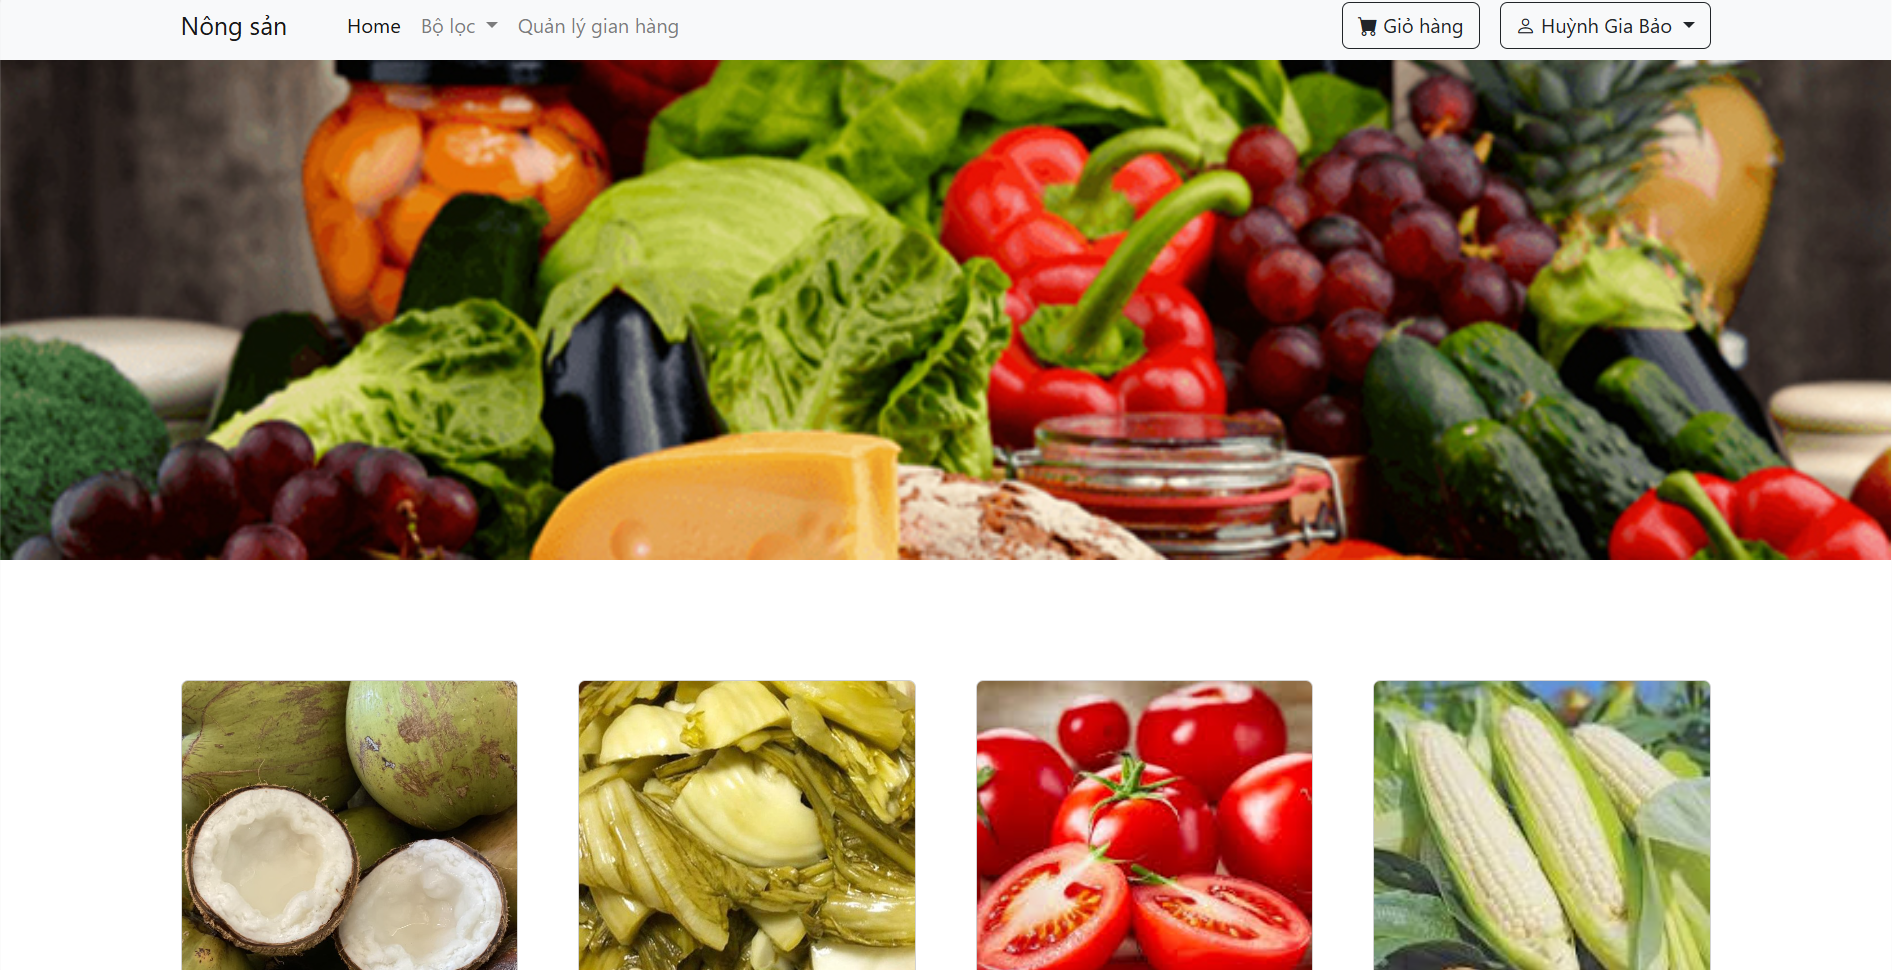 Nông sản
Home
Bộ lọc
Quản lý gian hàng
Giỏ hàng
Huỳnh Gia Bảo